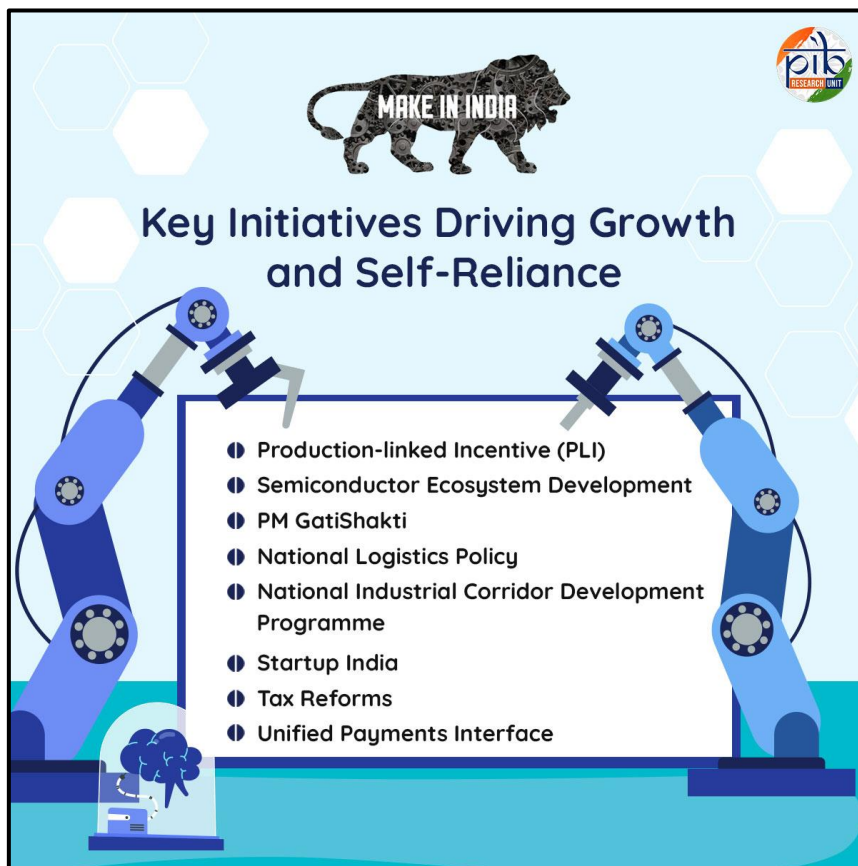 pib
RESEARCH UNIT
MAKE IN INDIA
Key Initiatives Driving Growth
and Self-Reliance
Production-linked Incentive (PLI)
Semiconductor Ecosystem Development
PM GatiShakti
National Logistics Policy
National Industrial Corridor Development
Programme
Startup India
Tax Reforms
Unified Payments Interface